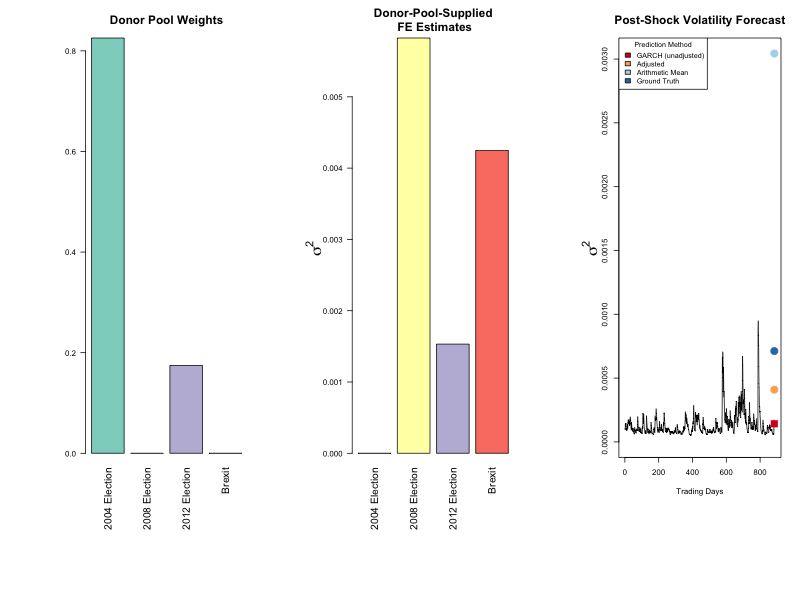 Donor Pool Weights
0.8
0.6
0.4
0.2
0.0
2004 Election
2008 Election
2012 Election
Brexit
Donor-Pool-Supplied
FE Estimates
σ2
0.005
0.004
0.003
0.002
0.001
0.000
2004 Election
2008 Election
2012 Election
Brexit
Post-Shock Volatility Forecast
σ2
0.0030
0.0025
0.0020
0.0015
0.0010
0.0005
0.0000
Prediction Method
GARCH (unadjusted)
Adjusted
Arithmetic Mean
Ground Truth
0 200 400 600 800
Trading Days